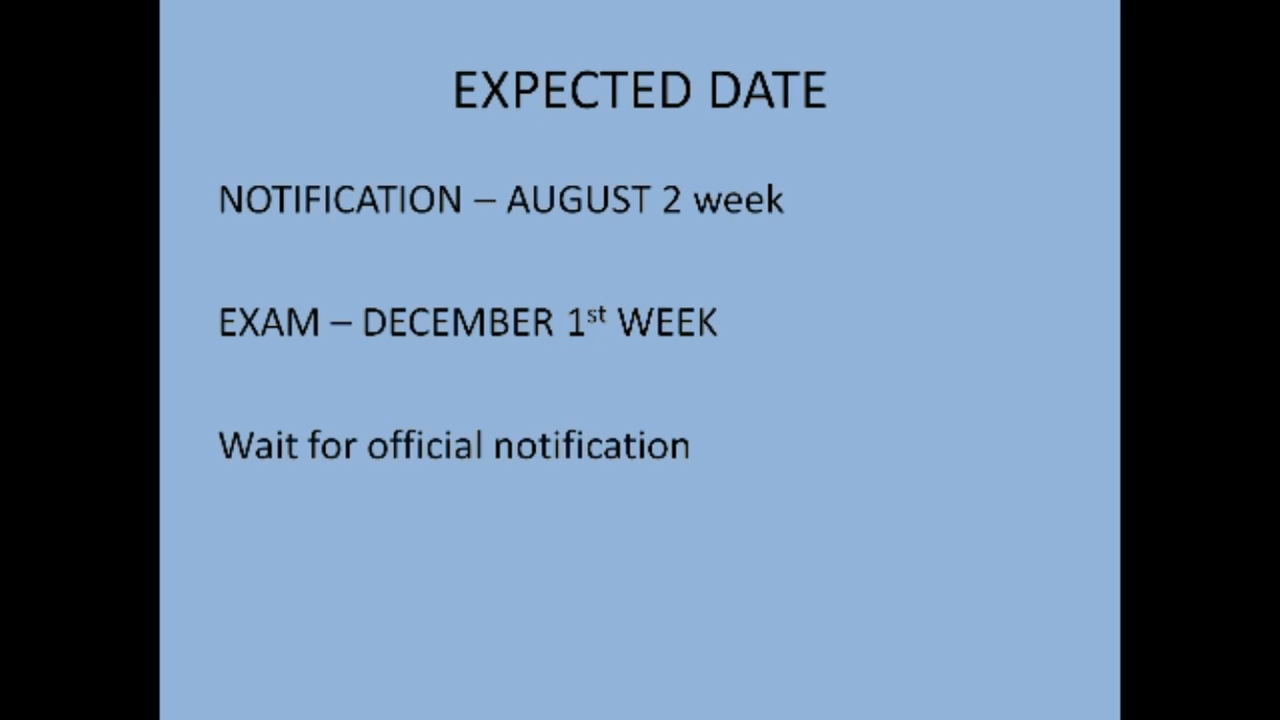 EXPECTED DATE
NOTIFICATION – AUGUST 2 week
EXAM – DECEMBER 1st WEEK
Wait for official notification